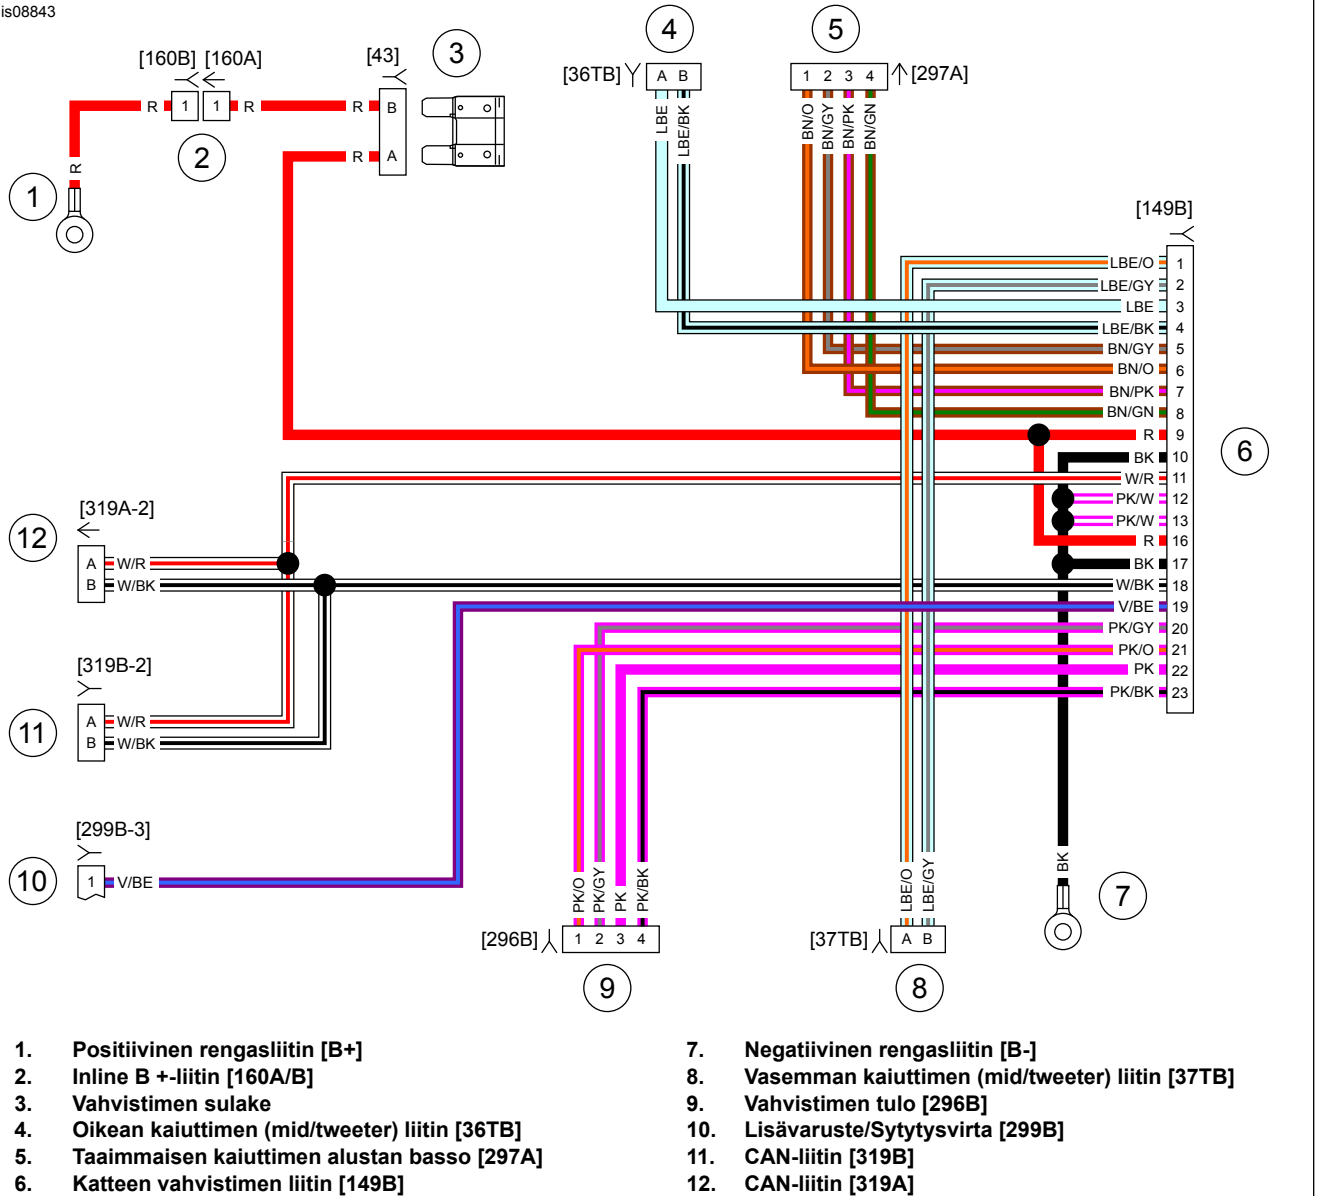 is08843
[160B] [160A] [43] 3 4 5
[36TB] A B 1 2 3 4 [297A]
R 1 1 R R B
LBE LBE/BK BN/O BN/GY BN/PK BN/GN
2 R A
R
1
[149B]
LBE/O 1
LBE/GY 2
LBE 3
LBE/BK 4
BN/GY 5
BN/O 6
BN/PK 7
BN/GN 8
R 9
6
BK 10
W/R 11
PK/W 12
PK/W 13
R 16
BK 17
W/BK 18
V/BE 19
PK/GY 20
PK/O 21
PK 22
PK/BK 23
[319A-2]
12
A W/R
B W/BK
[319B-2]
11
A W/R
B W/BK
[299B-3]
10 1 V/BE
PK/O PK/GY PK PK/BK LBE/O LBE/GY BK
7
[296B] 1 2 3 4 [37TB] A B
9 8
1. Positiivinen rengasliitin [B+]
2. Inline B +-liitin [160A/B]
3. Vahvistimen sulake
4. Oikean kaiuttimen (mid/tweeter) liitin [36TB]
5. Taaimmaisen kaiuttimen alustan basso [297A]
6. Katteen vahvistimen liitin [149B]
7. Negatiivinen rengasliitin [B-]
8. Vasemman kaiuttimen (mid/tweeter) liitin [37TB]
9. Vahvistimen tulo [296B]
10. Lisävaruste/Sytytysvirta [299B]
11. CAN-liitin [319B]
12. CAN-liitin [319A]